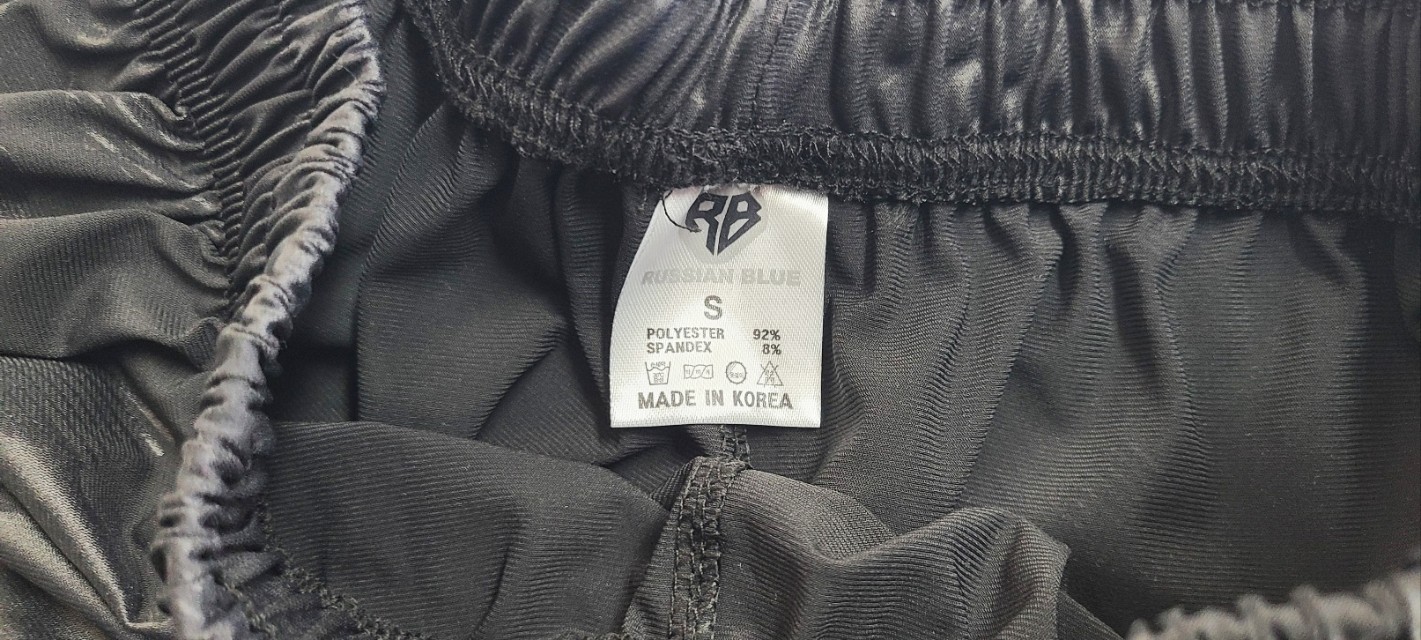 RB
RUSSIAN BLUE
S
POLYESTER 92%
SPANDEX 8%
MADE IN KOREA